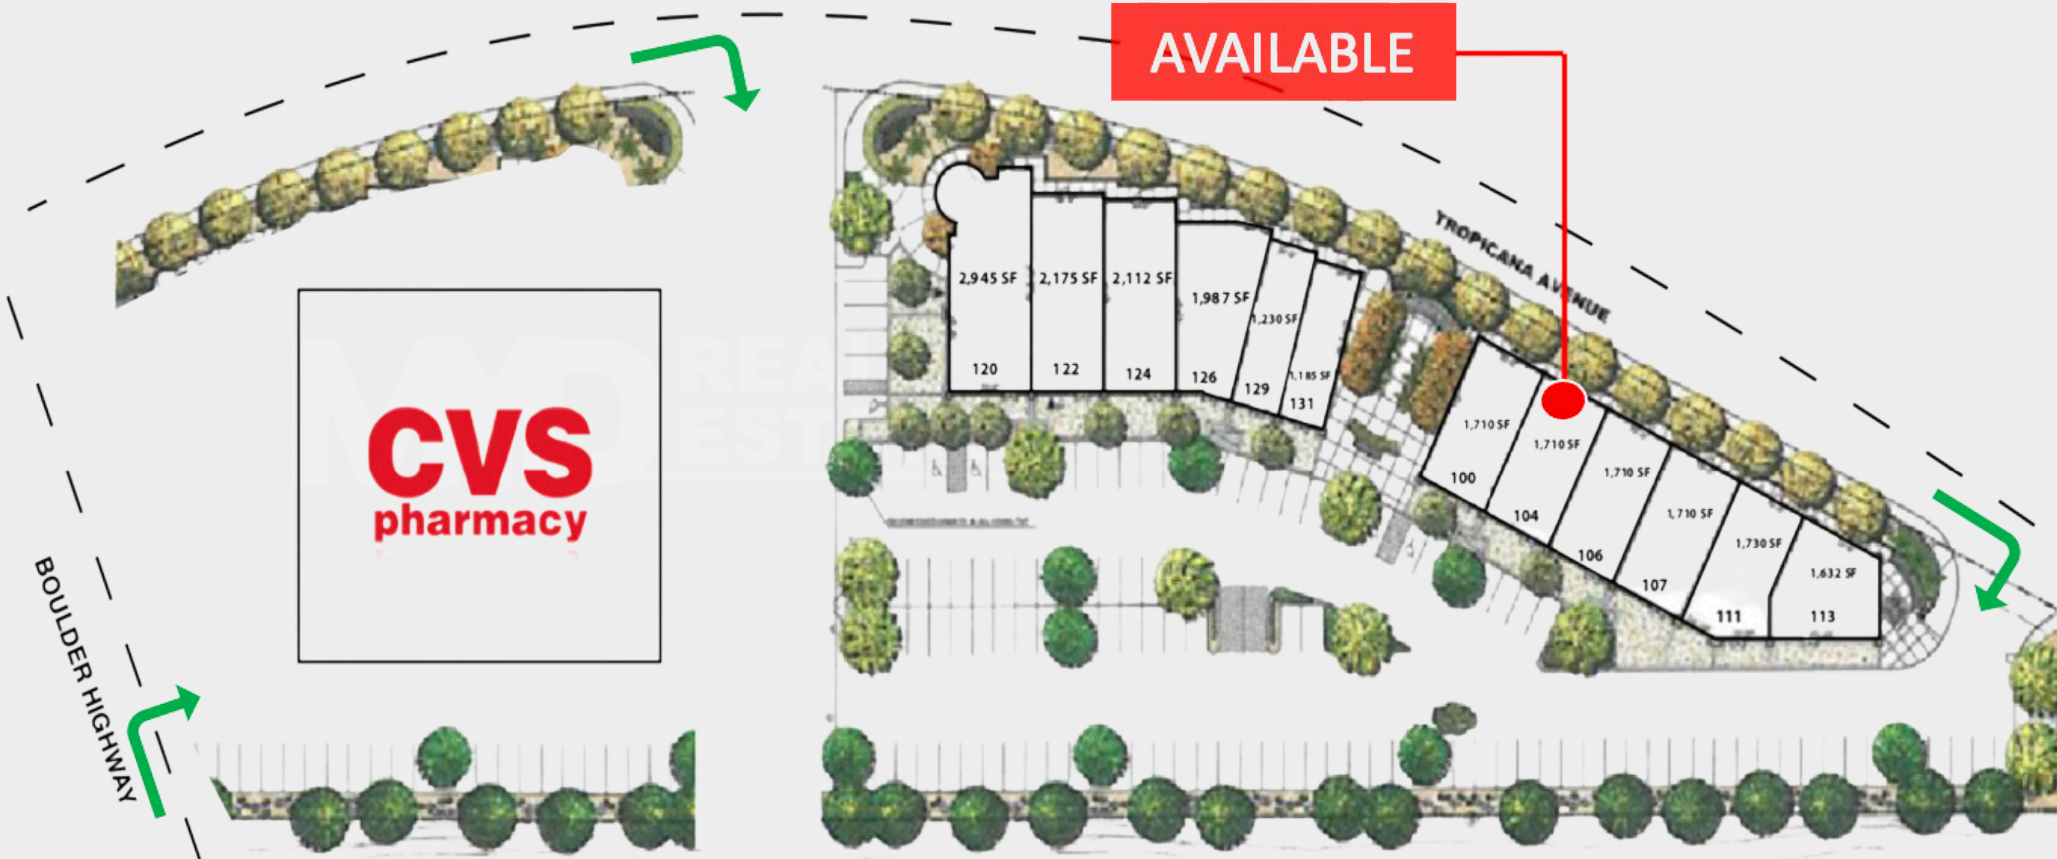 AVAILABLE
TROPICANA AVENUE
2,945 SF
2,175 SF
2,112 SF
1,987 SF
1,230 SF
1,185 SF
120
122
124
126
129
131
1,710 SF
1,710 SF
1,710 SF
1,710 SF
1,730 SF
1,632 SF
100
104
106
107
111
113
CVS
pharmacy
BOULDER HIGHWAY